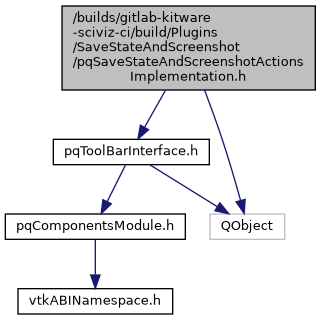 /builds/gitlab-kitware
-sciviz-ci/build/Plugins
/SaveStateAndScreenshot
/pqSaveStateAndScreenshotActions
Implementation.h
pqToolBarInterface.h
pqComponentsModule.h
QObject
vtkABINamespace.h